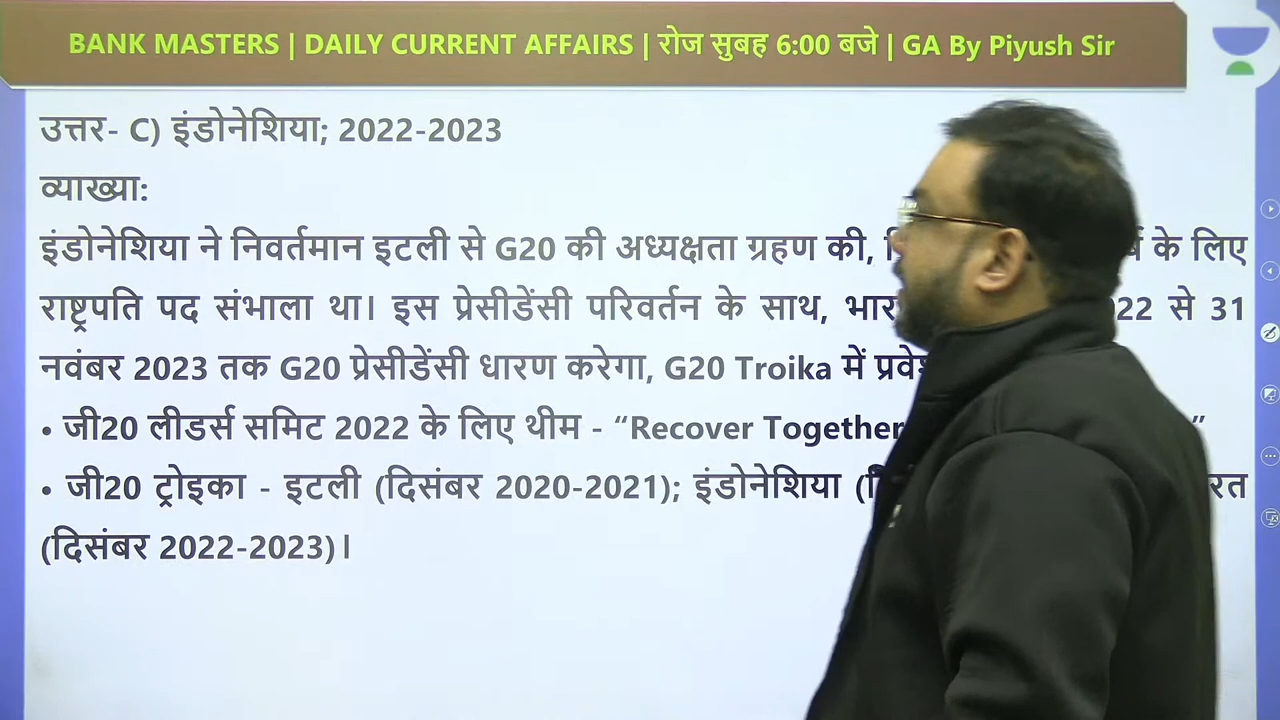 BANK MASTERS | DAILY CURRENT AFFAIRS | रोज सुबह 6:00 बजे | GA By Piyush Sir
उत्तर- C) इंडोनेशिया; 2022-2023
व्याख्या:
इंडोनेशिया ने निवर्तमान इटली से G20 की अध्यक्षता ग्रहण की, के लिए
राष्ट्रपति पद संभाला था। इस प्रेसीडेंसी परिवर्तन के साथ, से 31
नवंबर 2023 तक G20 प्रेसीडेंसी धारण करेगा, G20 Troika में
• जी20 लीडर्स समिट 2022 के लिए थीम - “Recover Together ”
• जी20 ट्रोइका - इटली (दिसंबर 2020-2021); इंडोनेशिया
(दिसंबर 2022-2023)।